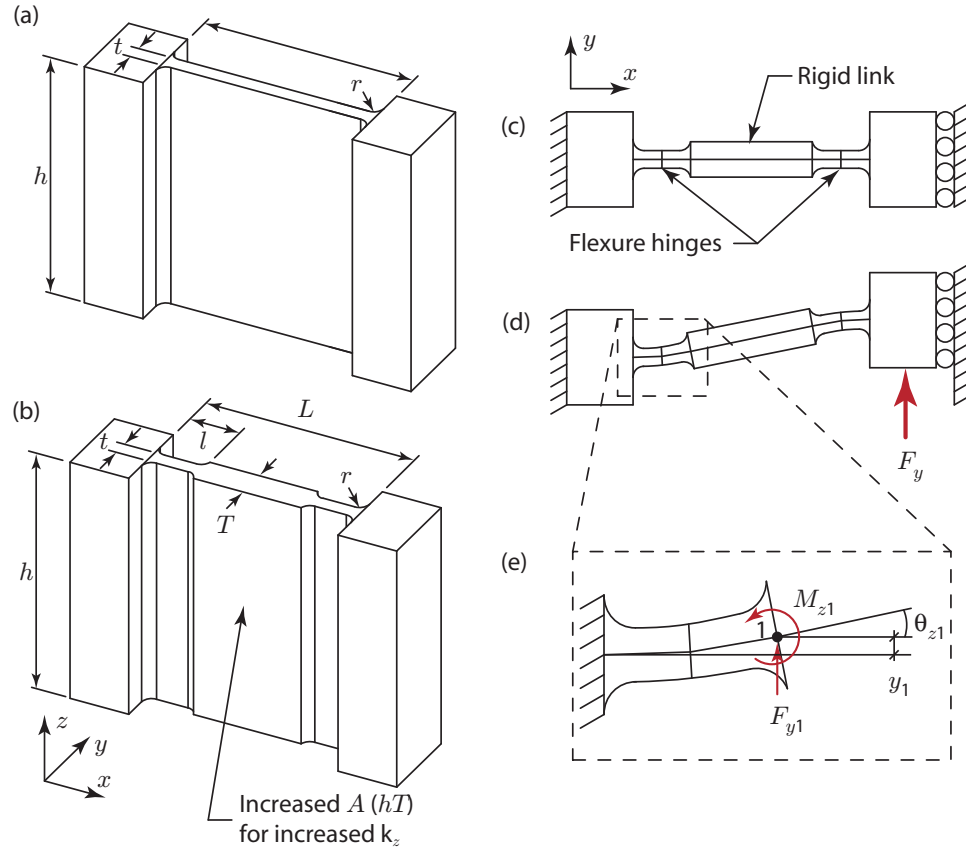 (a)
t
r
h
(b)
L
l
t
r
T
h
z
y
x
Increased A (hT)
for increased k_z
y
x
(c)
Rigid link
Flexure hinges
(d)
F_y
(e)
1
M_z1
θ_z1
y_1
F_y1